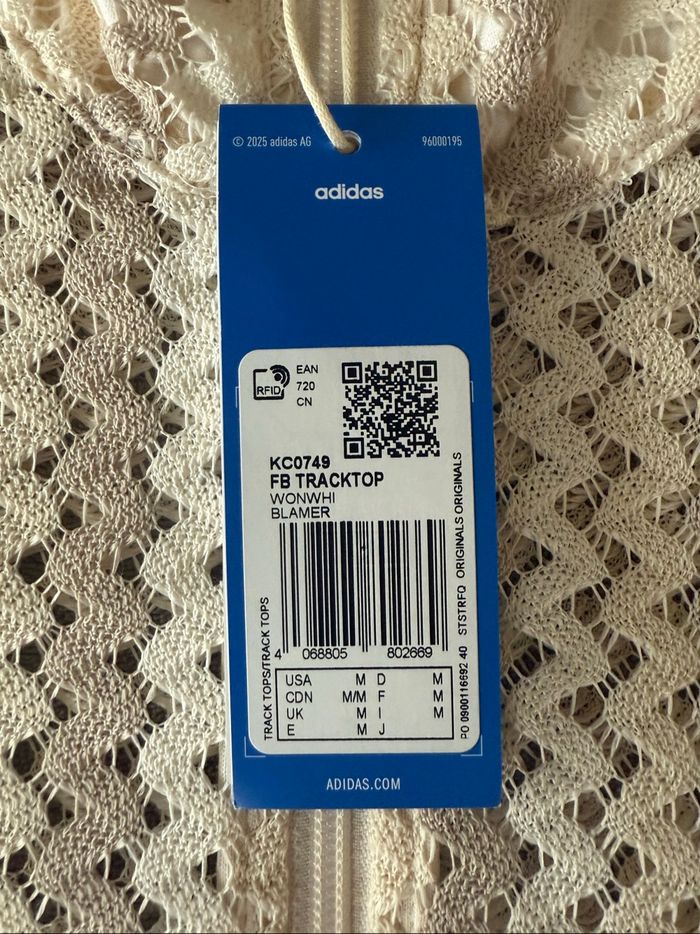 © 2025 adidas AG 96000195
adidas
RFID
EAN
720
CN
KC0749
FB TRACKTOP
WONWHI
BLAMER
TRACK TOPS/TRACK TOPS
PO 0900116692 40 STSTRFQ ORIGINALS ORIGINALS
4 068805 802669
USA M D M
CDN M/M F M
UK M I M
E M J
ADIDAS.COM